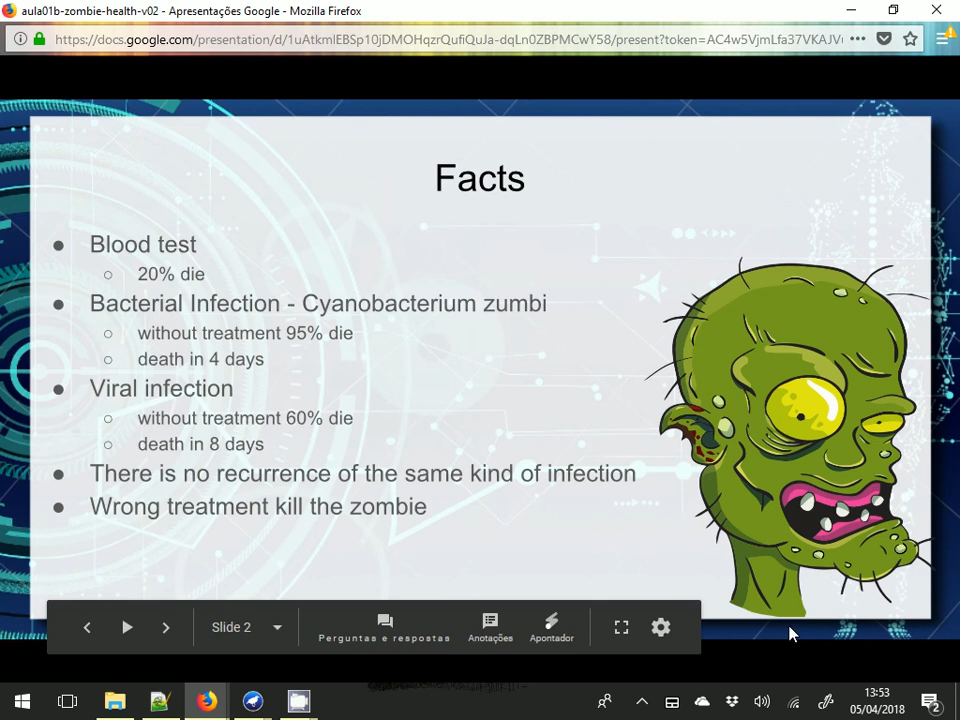 aula01b-zombie-health-v02 - Apresentações Google - Mozilla Firefox
https://docs.google.com/presentation/d/1uAtkmlEBSp10jDMOHqzrQufiQuJa-dqLn0ZBPMCwY58/present?token=AC4w5VjmLfa37VKAJV
Facts
● Blood test
○ 20% die
● Bacterial Infection - Cyanobacterium zumbi
○ without treatment 95% die
○ death in 4 days
● Viral infection
○ without treatment 60% die
○ death in 8 days
● There is no recurrence of the same kind of infection
● Wrong treatment kill the zombie
Slide 2
Perguntas e respostas
Anotações
Apontador
13:53
05/04/2018
2